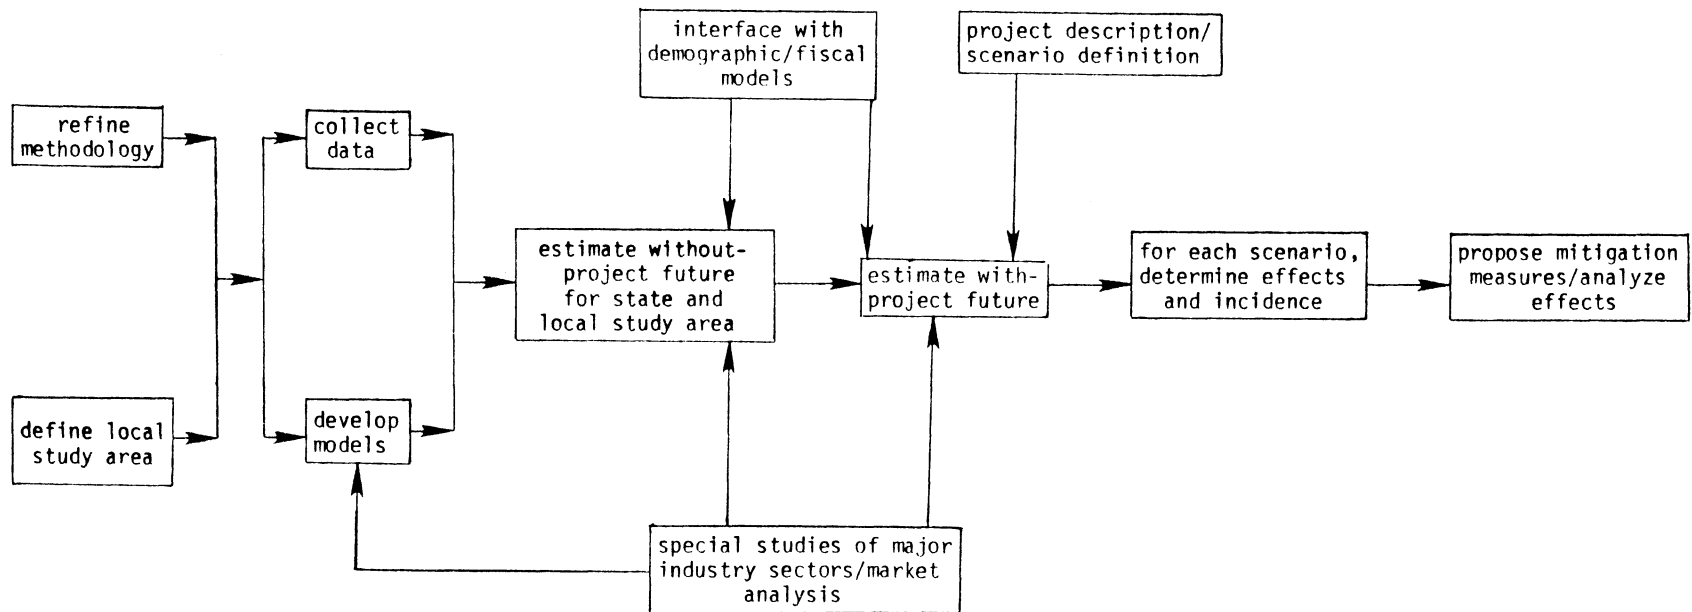 interface with
demographic/fiscal
models
project description/
scenario definition
refine
methodology
collect
data
estimate without-
project future
for state and
local study area
estimate with-
project future
for each scenario,
determine effects
and incidence
propose mitigation
measures/analyze
effects
define local
study area
develop
models
special studies of major
industry sectors/market
analysis